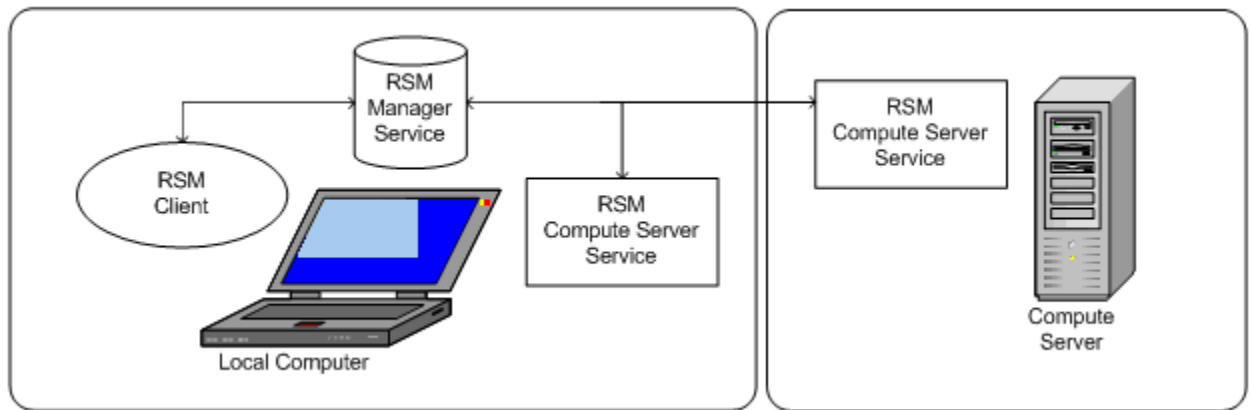 RSM
Manager
Service
RSM
Client
RSM
Compute Server
Service
Local Computer
RSM
Compute Server
Service
Compute
Server